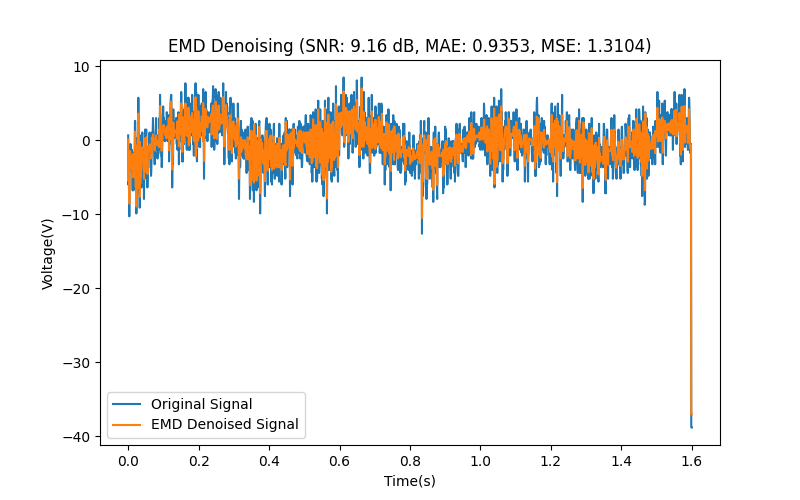 EMD Denoising (SNR: 9.16 dB, MAE: 0.9353, MSE: 1.3104)
10
0
−10
−20
−30
−40
Voltage(V)
Original Signal
EMD Denoised Signal
0.0 0.2 0.4 0.6 0.8 1.0 1.2 1.4 1.6
Time(s)